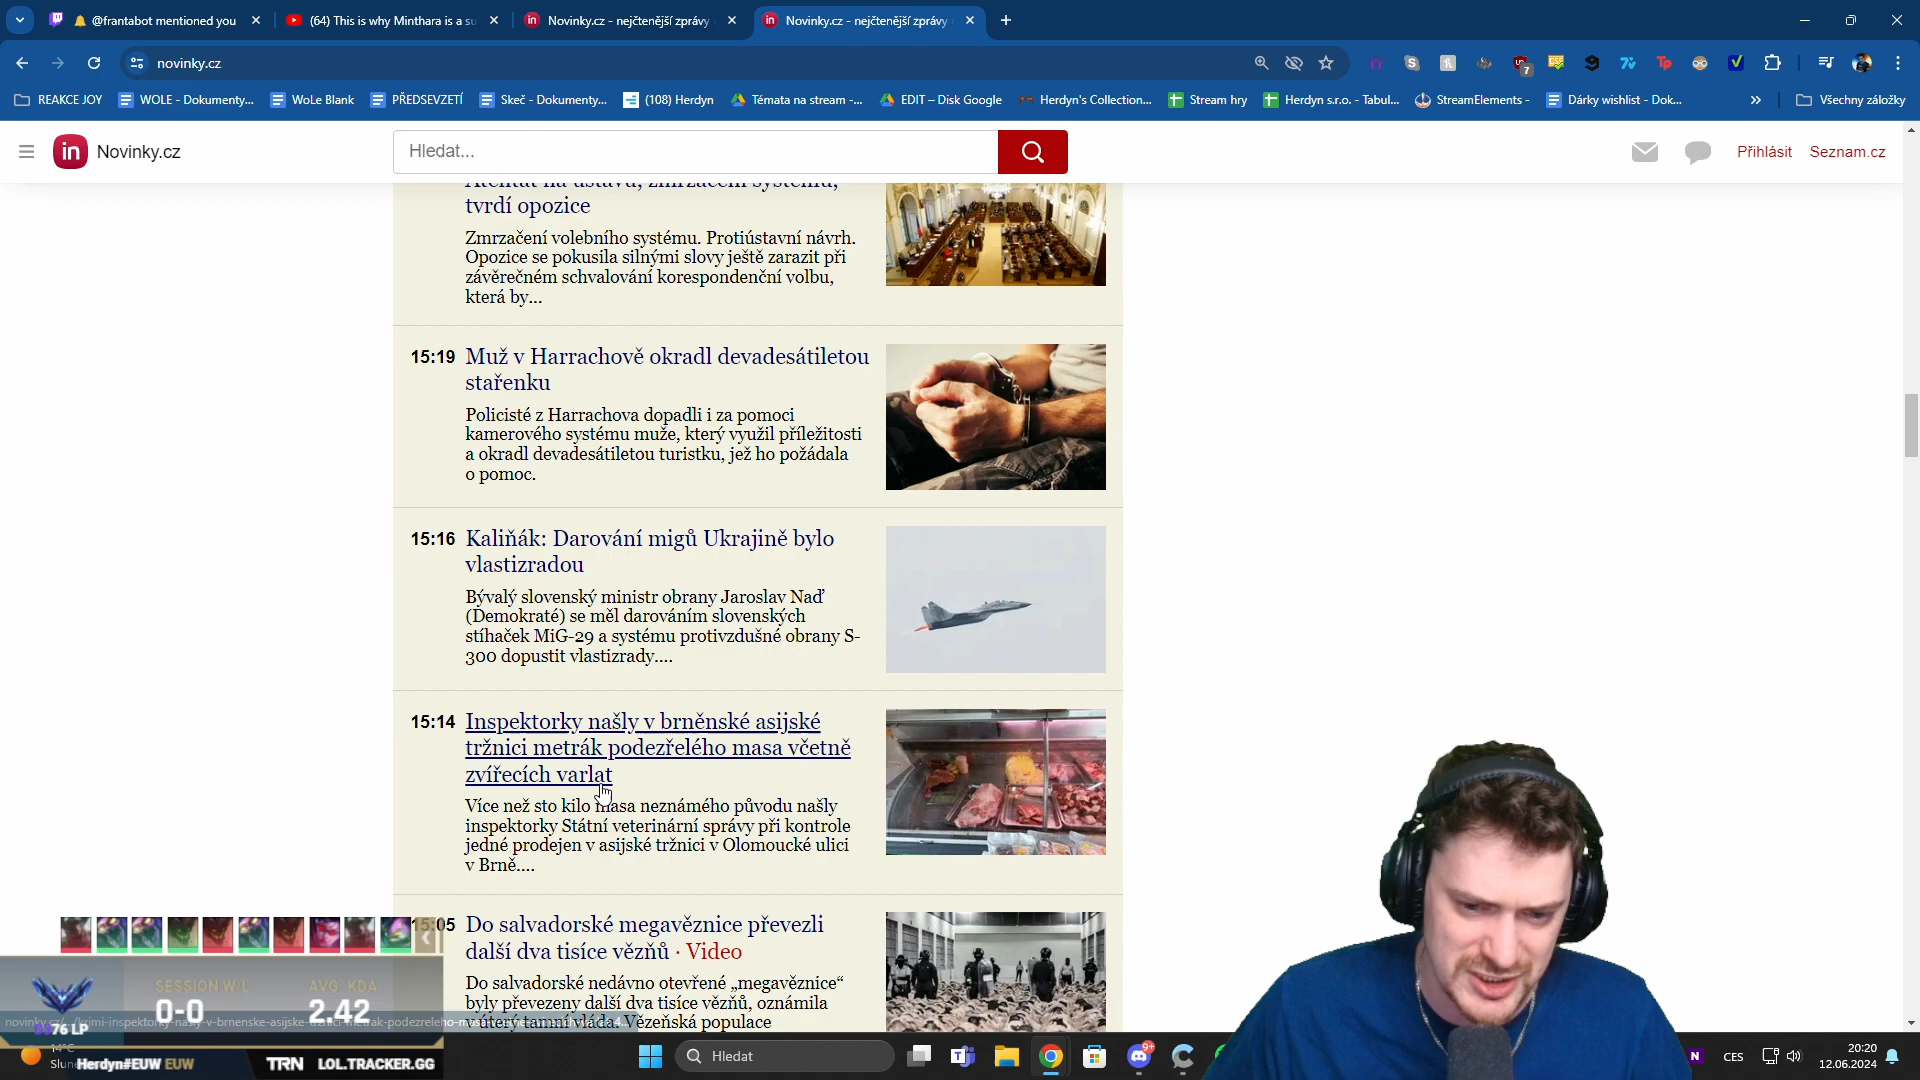 @frantabot mentioned you
(64) This is why Minthara is a su
Novinky.cz - nejčtenější zprávy
Novinky.cz - nejčtenější zprávy
novinky.cz
7
REAKCE JOY
WOLE - Dokumenty...
WoLe Blank
PŘEDSEVZETÍ
Skeč - Dokumenty...
(108) Herdyn
Témata na stream -...
EDIT – Disk Google
Herdyn's Collection...
Stream hry
Herdyn s.r.o. - Tabul...
StreamElements -
Dárky wishlist - Dok...
Všechny záložky
in Novinky.cz
Hledat...
Přihlásit
Seznam.cz
Atentát na ústavu, zmrzačení systému,
tvrdí opozice
Zmrzačení volebního systému. Protiústavní návrh.
Opozice se pokusila silnými slovy ještě zarazit při
závěrečném schvalování korespondenční volbu,
která by...
15:19 Muž v Harrachově okradl devadesátiletou
stařenku
Policisté z Harrachova dopadli i za pomoci
kamerového systému muže, který využil příležitosti
a okradl devadesátiletou turistku, jež ho požádala
o pomoc.
15:16 Kaliňák: Darování migů Ukrajině bylo
vlastizradou
Bývalý slovenský ministr obrany Jaroslav Naď
(Demokraté) se měl darováním slovenských
stíhaček MiG-29 a systému protivzdušné obrany S-
300 dopustit vlastizrady....
15:14 Inspektorky našly v brněnské asijské
tržnici metrák podezřelého masa včetně
zvířecích varlat
Více než sto kilo masa neznámého původu našly
inspektorky Státní veterinární správy při kontrole
jedné prodejen v asijské tržnici v Olomoucké ulici
v Brně....
15:05 Do salvadorské megavěznice převezli
další dva tisíce vězňů · Video
Do salvadorské nedávno otevřené „megavěznice“
byly převezeny další dva tisíce vězňů, oznámila
v úterý tamní vláda. Vězeňská populace
SESSION W/L
0-0
AVG. KDA
2.42
76 LP
14°C
Herdyn#EUW EUW
TRN LOL.TRACKER.GG
Hledat
9+
N
CES
20:20
12.06.2024